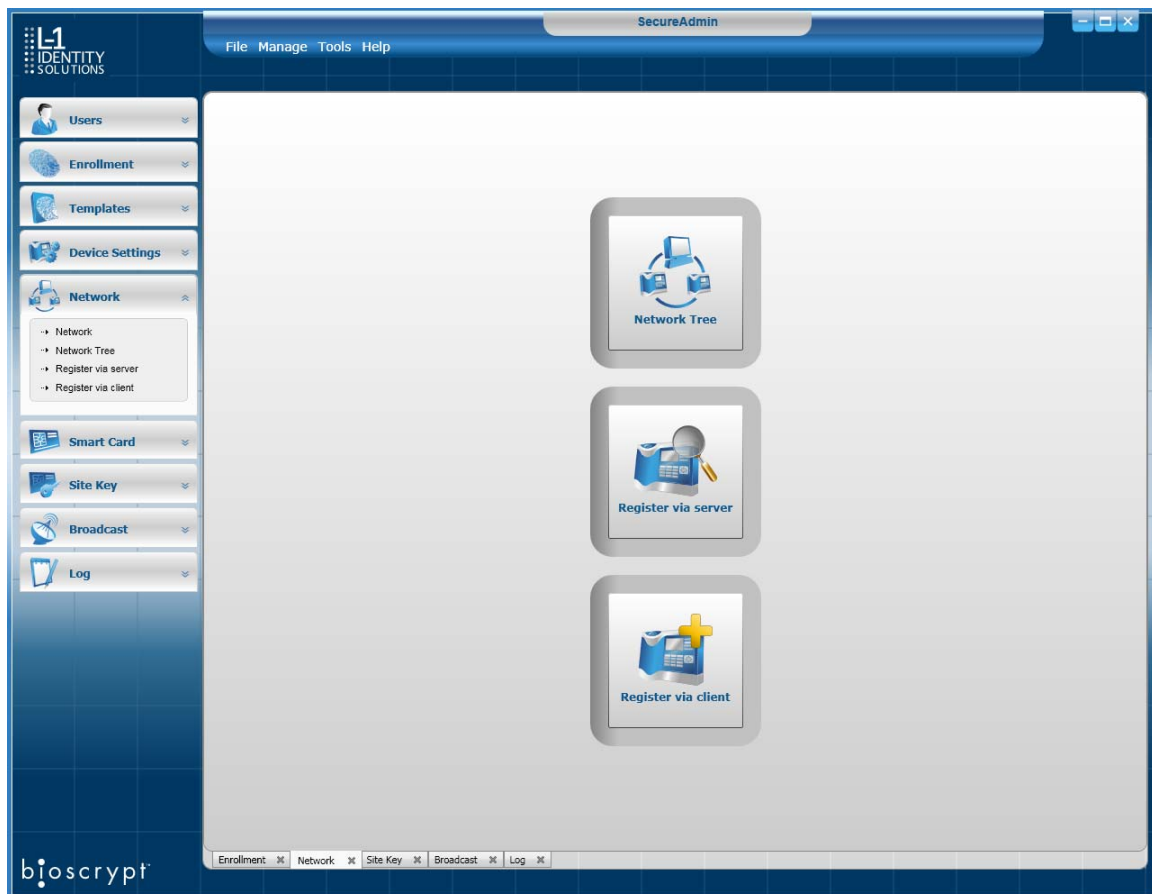 SecureAdmin
L-1
IDENTITY
SOLUTIONS
File Manage Tools Help
Users
Enrollment
Templates
Device Settings
Network
Network
Network Tree
Register via server
Register via client
Smart Card
Site Key
Broadcast
Log
Network Tree
Register via server
Register via client
Enrollment Network Site Key Broadcast Log
bioscrypt